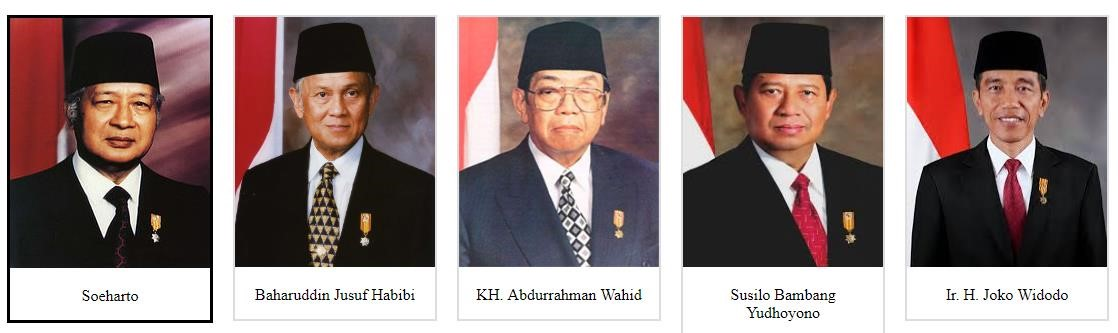 Soeharto
Baharuddin Jusuf Habibi
KH. Abdurrahman Wahid
Susilo Bambang
Yudhoyono
Ir. H. Joko Widodo